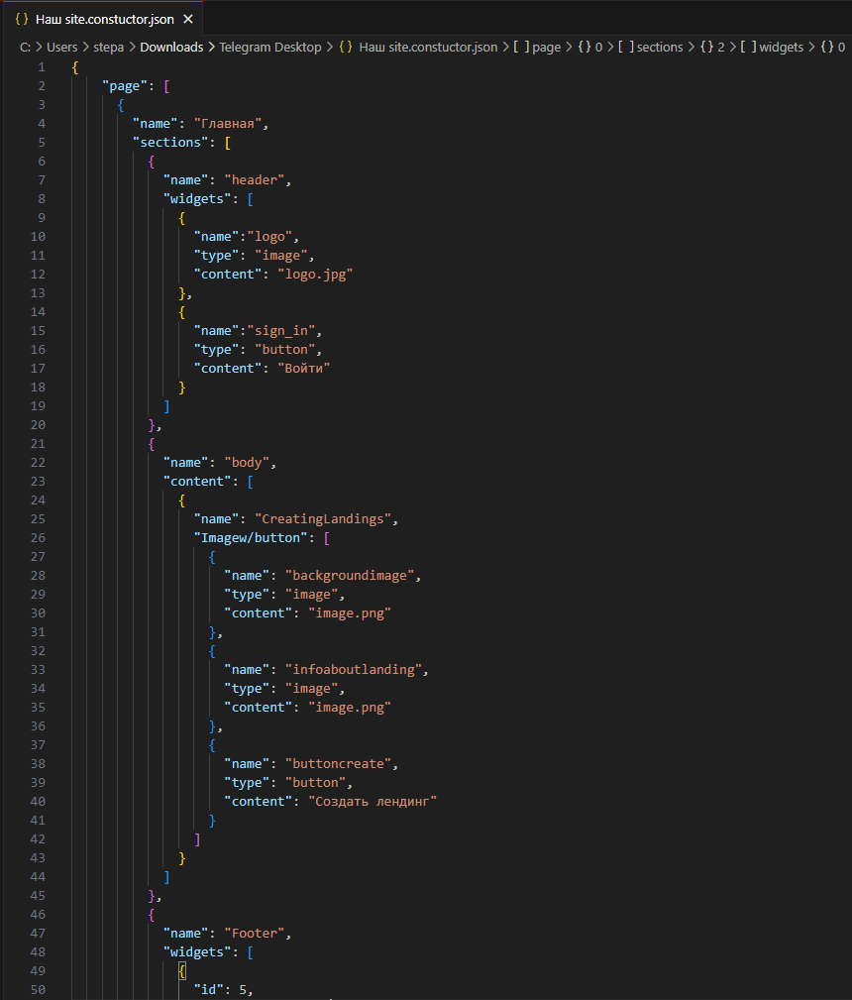 {} Наш site.constuctor.json ×
C: > Users > stepa > Downloads > Telegram Desktop > {} Наш site.constuctor.json > [ ] page > {} 0 > [ ] sections > {} 2 > [ ] widgets > {} 0
1 {
2 "page": [
3 {
4 "name": "Главная",
5 "sections": [
6 {
7 "name": "header",
8 "widgets": [
9 {
10 "name":"logo",
11 "type": "image",
12 "content": "logo.jpg"
13 },
14 {
15 "name":"sign_in",
16 "type": "button",
17 "content": "Войти"
18 }
19 ]
20 },
21 {
22 "name": "body",
23 "content": [
24 {
25 "name": "CreatingLandings",
26 "Imagew/button": [
27 {
28 "name": "backgroundimage",
29 "type": "image",
30 "content": "image.png"
31 },
32 {
33 "name": "infoaboutlanding",
34 "type": "image",
35 "content": "image.png"
36 },
37 {
38 "name": "buttoncreate",
39 "type": "button",
40 "content": "Создать лендинг"
41 }
42 ]
43 }
44 ]
45 },
46 {
47 "name": "Footer",
48 "widgets": [
49 {
50 "id": 5,